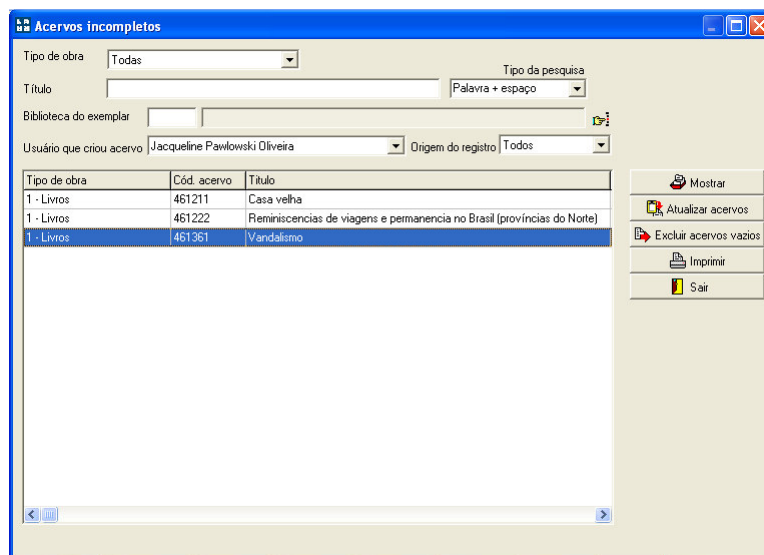 Acervos incompletos
Tipo de obra Todas
Tipo da pesquisa
Título Palavra + espaço
Biblioteca do exemplar
Usuário que criou acervo Jacqueline Pawlowski Oliveira Origem do registro Todos
Tipo de obra Cód. acervo Titulo
1 - Livros 461211 Casa velha
1 - Livros 461222 Reminiscencias de viagens e permanencia no Brasil (províncias do Norte)
1 - Livros 461361 Vandalismo
Mostrar
Atualizar acervos
Excluir acervos vazios
Imprimir
Sair